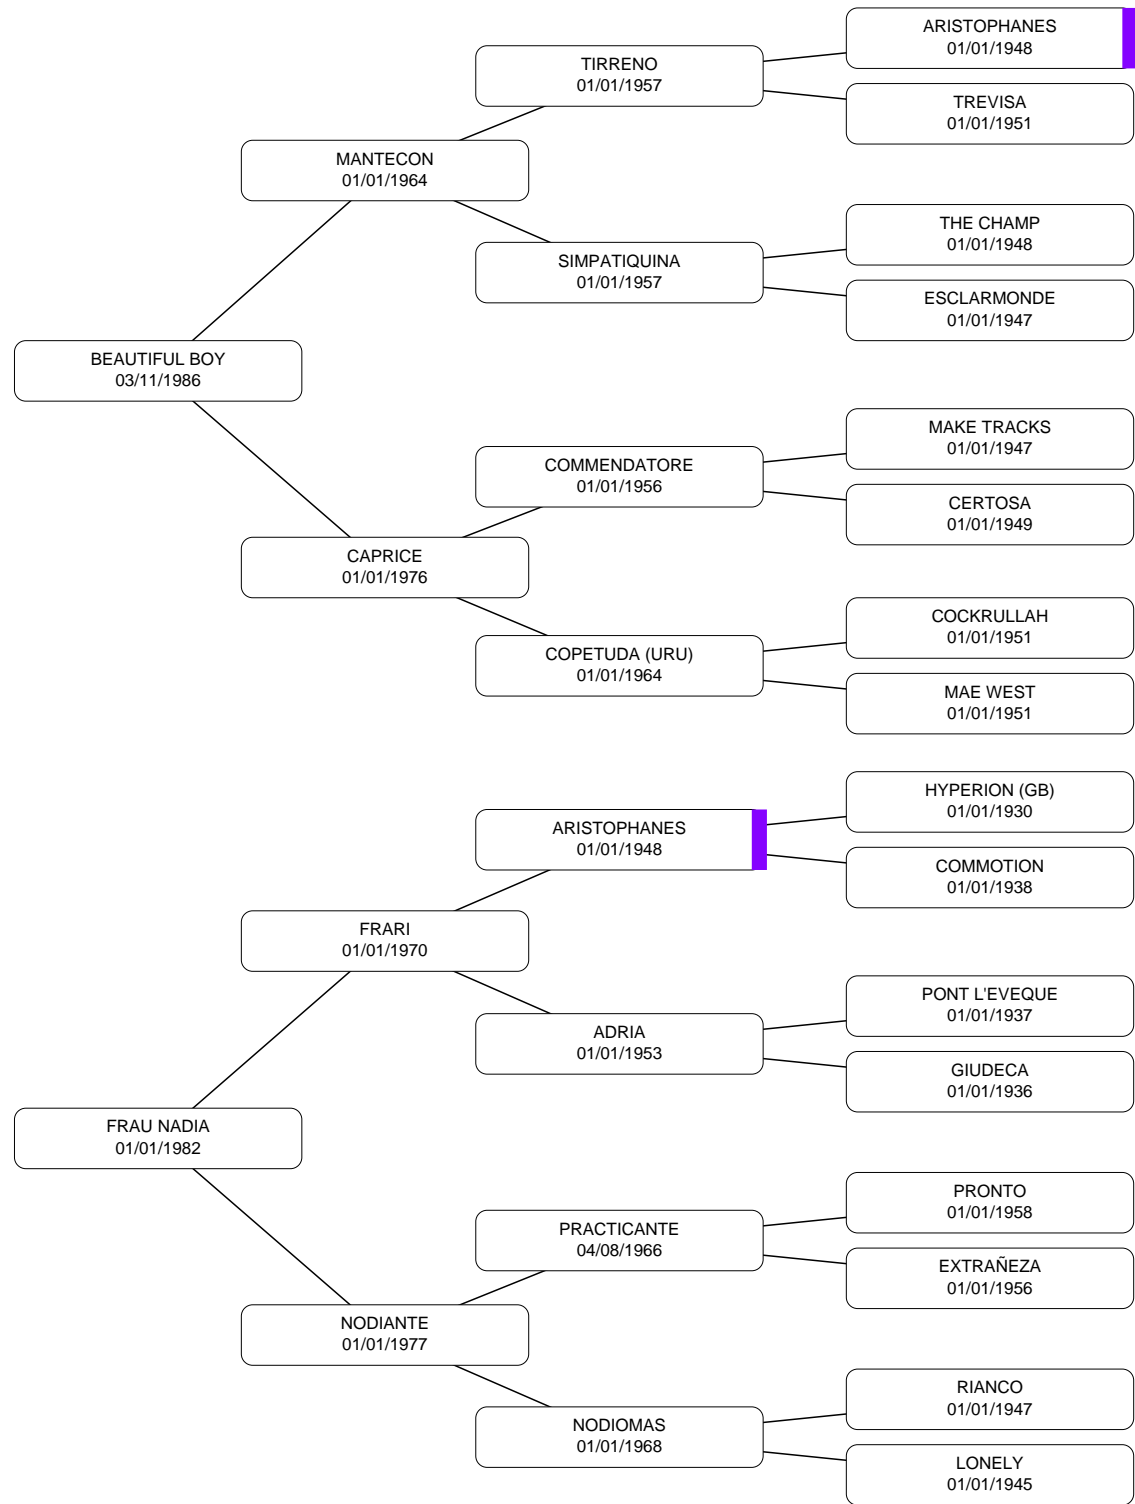 ARISTOPHANES
01/01/1948
TIRRENO
01/01/1957
TREVISA
01/01/1951
MANTECON
01/01/1964
THE CHAMP
01/01/1948
SIMPATIQUINA
01/01/1957
ESCLARMONDE
01/01/1947
BEAUTIFUL BOY
03/11/1986
MAKE TRACKS
01/01/1947
COMMENDATORE
01/01/1956
CERTOSA
01/01/1949
CAPRICE
01/01/1976
COCKRULLAH
01/01/1951
COPETUDA (URU)
01/01/1964
MAE WEST
01/01/1951
HYPERION (GB)
01/01/1930
ARISTOPHANES
01/01/1948
COMMOTION
01/01/1938
FRARI
01/01/1970
PONT L'EVEQUE
01/01/1937
ADRIA
01/01/1953
GIUDECA
01/01/1936
FRAU NADIA
01/01/1982
PRONTO
01/01/1958
PRACTICANTE
04/08/1966
EXTRAÑEZA
01/01/1956
NODIANTE
01/01/1977
RIANCO
01/01/1947
NODIOMAS
01/01/1968
LONELY
01/01/1945